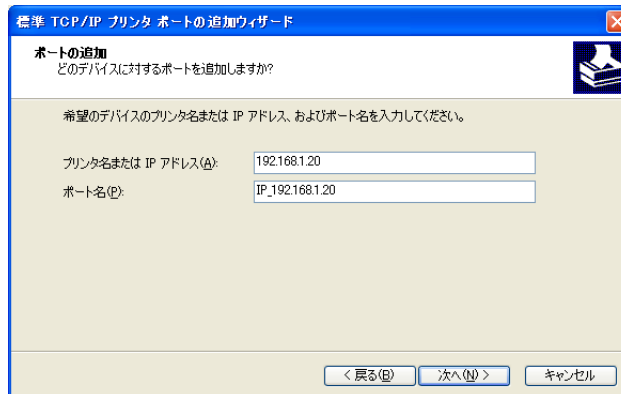 標準 TCP/IP プリンタ ポートの追加ウィザード
ポートの追加
どのデバイスに対するポートを追加しますか?
希望のデバイスのプリンタ名または IP アドレス、およびポート名を入力してください。
プリンタ名または IP アドレス(A): 192.168.1.20
ポート名(P): IP_192.168.1.20
< 戻る(B) 次へ(N) > キャンセル